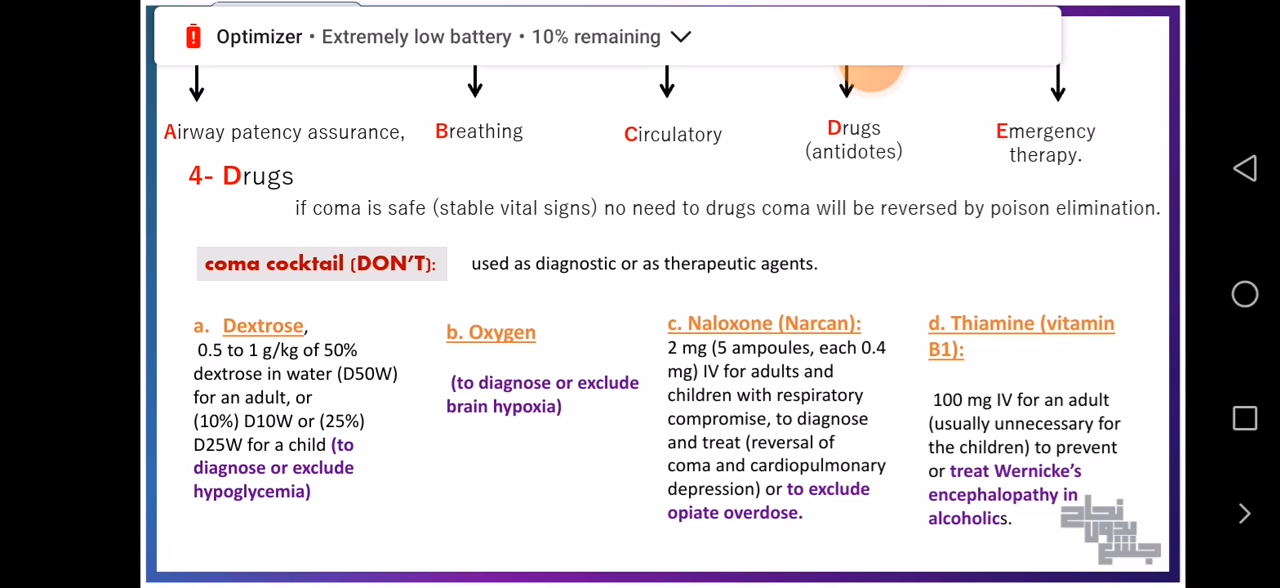 Optimizer • Extremely low battery • 10% remaining
Airway patency assurance,
Breathing
Circulatory
Drugs
(antidotes)
Emergency
therapy.
4- Drugs
if coma is safe (stable vital signs) no need to drugs coma will be reversed by poison elimination.
coma cocktail (DON'T):
used as diagnostic or as therapeutic agents.
a. Dextrose,
0.5 to 1 g/kg of 50%
dextrose in water (D50W)
for an adult, or
(10%) D10W or (25%)
D25W for a child (to
diagnose or exclude
hypoglycemia)
b. Oxygen
(to diagnose or exclude
brain hypoxia)
c. Naloxone (Narcan):
2 mg (5 ampoules, each 0.4
mg) IV for adults and
children with respiratory
compromise, to diagnose
and treat (reversal of
coma and cardiopulmonary
depression) or to exclude
opiate overdose.
d. Thiamine (vitamin
B1):
100 mg IV for an adult
(usually unnecessary for
the children) to prevent
or treat Wernicke's
encephalopathy in
alcoholics.
نجاح
بدون
جشع